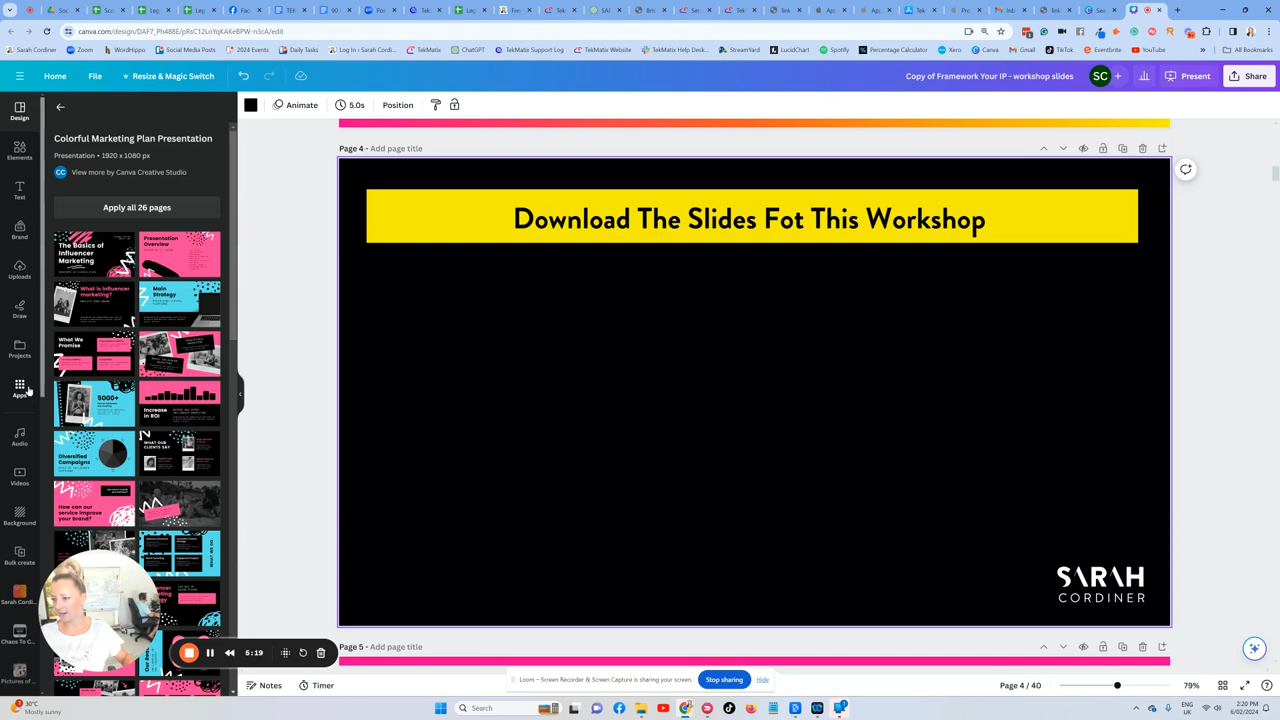 canva.com/design/DAF7_Ph488E/pRsC12LoYqKAKeBPW-n3cA/edit
Sarah Cordiner
Zoom
WordHippo
Social Media Posts
2024 Events
Daily Tasks
Log In ‹ Sarah Cordi...
TekMatix
ChatGPT
TekMatix Support Log
TekMatix Website
TekMatix Help Desk...
StreamYard
LucidChart
Spotify
Percentage Calculator
Xero
Canva
Gmail
TikTok
Eventbrite
YouTube
All Bookmarks
Home
File
Resize & Magic Switch
Copy of Framework Your IP - workshop slides
SC
Present
Share
Design
Elements
Text
Brand
Uploads
Draw
Projects
Apps
Audio
Videos
Background
Bulk create
Sarah Cordi...
Chaos To C...
Pictures of ...
Colorful Marketing Plan Presentation
Presentation • 1920 x 1080 px
CC
View more by Canva Creative Studio
Apply all 26 pages
The Basics of
Influencer
Marketing
Presentation
Overview
What is influencer
marketing?
Main
Strategy
What We
Promise
5000+
Increase
in ROI
Diversified
Campaigns
WHAT OUR
CLIENTS SAY
How can our
service improve
your brand?
WHAT WE DO
Animate
5.0s
Position
Page 4 - Add page title
Download The Slides Fot This Workshop
SARAH
CORDINER
Page 5 - Add page title
5:19
Loom – Screen Recorder & Screen Capture is sharing your screen.
Stop sharing
Hide
Notes
Timer
Page 4 / 40
79%
30°C
Mostly sunny
Search
ENG
UK
2:20 PM
6/02/2024